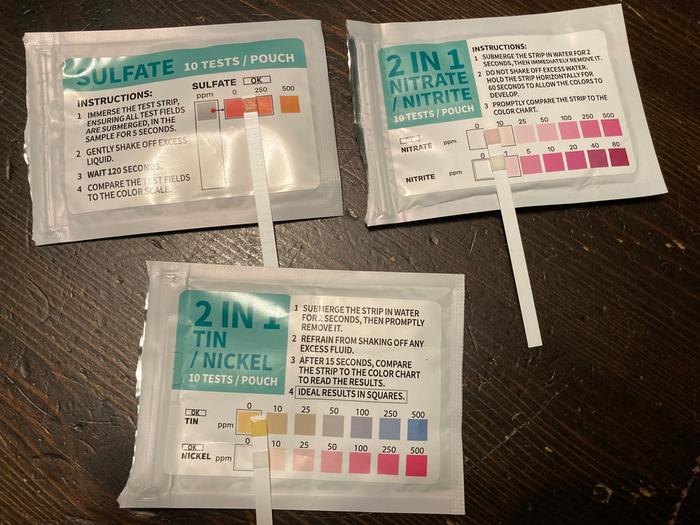 SULFATE 10 TESTS / POUCH
INSTRUCTIONS:
1 IMMERSE THE TEST STRIP,
ENSURING ALL TEST FIELDS
ARE SUBMERGED, IN THE
SAMPLE FOR 5 SECONDS.
2 GENTLY SHAKE OFF EXCESS
LIQUID.
3 WAIT 120 SECONDS.
4 COMPARE THE TEST FIELDS
TO THE COLOR SCALE.
SULFATE OK
ppm 0 250 500
2 IN 1
NITRATE
/ NITRITE
10 TESTS / POUCH
INSTRUCTIONS:
1 SUBMERGE THE STRIP IN WATER FOR 2
SECONDS, THEN IMMEDIATELY REMOVE IT.
2 DO NOT SHAKE OFF EXCESS WATER.
HOLD THE STRIP HORIZONTALLY FOR
60 SECONDS TO ALLOW THE COLORS TO
DEVELOP.
3 PROMPTLY COMPARE THE STRIP TO THE
COLOR CHART.
OK
0 10 25 50 100 250 500
NITRATE ppm
0 1 5 10 20 40 80
NITRITE ppm
2 IN 1
TIN
/ NICKEL
10 TESTS / POUCH
1 SUBMERGE THE STRIP IN WATER
FOR 2 SECONDS, THEN PROMPTLY
REMOVE IT.
2 REFRAIN FROM SHAKING OFF ANY
EXCESS FLUID.
3 AFTER 15 SECONDS, COMPARE
THE STRIP TO THE COLOR CHART
TO READ THE RESULTS.
4 IDEAL RESULTS IN SQUARES.
OK
0 10 25 50 100 250 500
TIN ppm
OK
0 10 25 50 100 250 500
NICKEL ppm